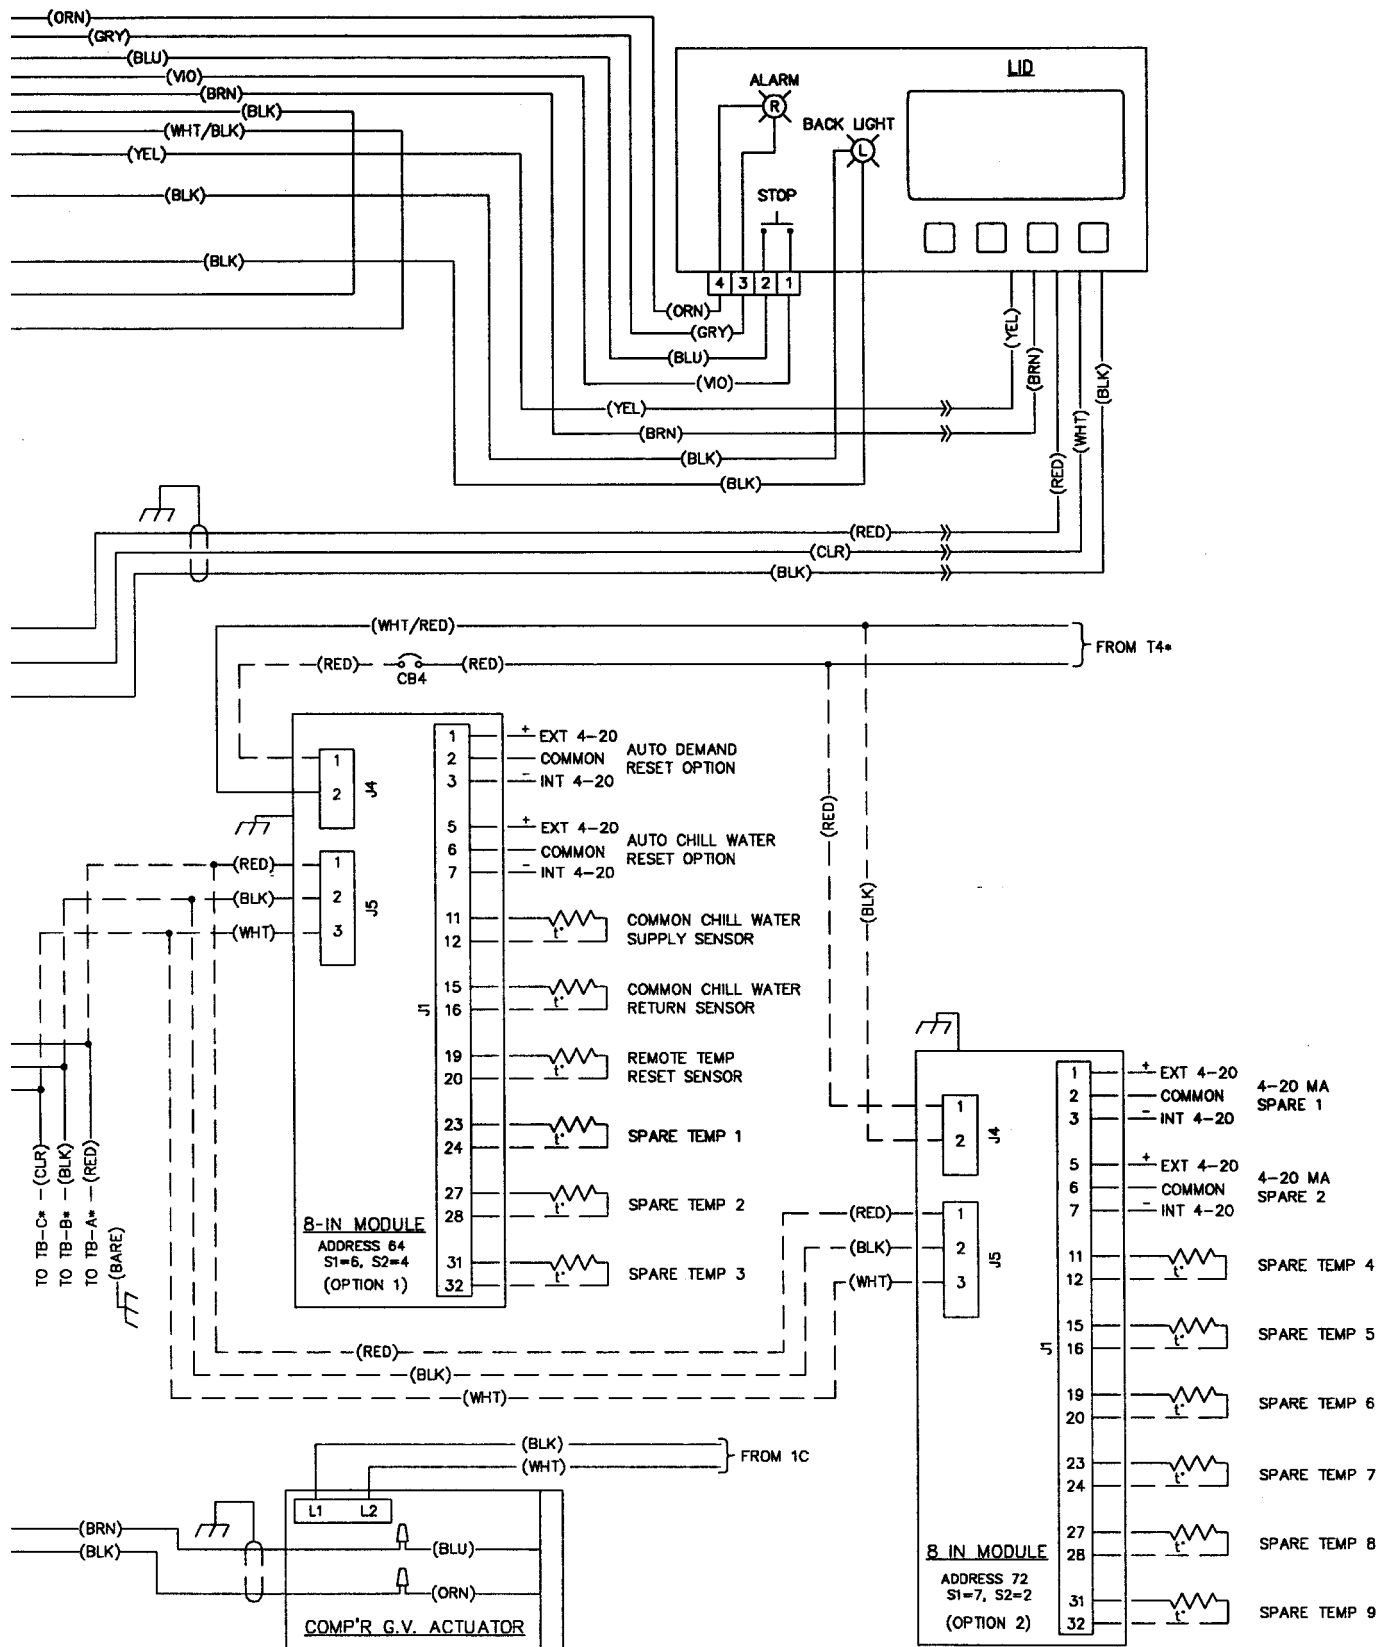 (ORN)
(GRY)
(BLU)
(VIO)
(BRN)
(BLK)
(WHT/BLK)
(YEL)
(BLK)
(BLK)
LID
ALARM
R
BACK LIGHT
L
STOP
4 3 2 1
(ORN)
(GRY)
(BLU)
(VIO)
(YEL)
(BRN)
(BLK)
(BLK)
(YEL)
(BRN)
(RED)
(WHT)
(BLK)
(RED)
(CLR)
(BLK)
(WHT/RED)
(RED) CB4 (RED)
FROM T4*
(RED)
(BLK)
1
2
J4
(RED) 1
(BLK) 2
(WHT) 3
J5
J1
1 + EXT 4-20
2 COMMON
3 - INT 4-20
AUTO DEMAND
RESET OPTION
5 + EXT 4-20
6 COMMON
7 - INT 4-20
AUTO CHILL WATER
RESET OPTION
11
12
t°
COMMON CHILL WATER
SUPPLY SENSOR
15
16
t°
COMMON CHILL WATER
RETURN SENSOR
19
20
t°
REMOTE TEMP
RESET SENSOR
23
24
t°
SPARE TEMP 1
27
28
t°
SPARE TEMP 2
31
32
t°
SPARE TEMP 3
8-IN MODULE
ADDRESS 64
S1=6, S2=4
(OPTION 1)
TO TB-C* (CLR)
TO TB-B* (BLK)
TO TB-A* (RED)
(BARE)
(RED)
(BLK)
(WHT)
1
2
J4
(RED) 1
(BLK) 2
(WHT) 3
J5
J1
1 + EXT 4-20
2 COMMON
3 - INT 4-20
4-20 MA
SPARE 1
5 + EXT 4-20
6 COMMON
7 - INT 4-20
4-20 MA
SPARE 2
11
12
t°
SPARE TEMP 4
15
16
t°
SPARE TEMP 5
19
20
t°
SPARE TEMP 6
23
24
t°
SPARE TEMP 7
27
28
t°
SPARE TEMP 8
31
32
t°
SPARE TEMP 9
8 IN MODULE
ADDRESS 72
S1=7, S2=2
(OPTION 2)
(BLK)
(WHT)
FROM 1C
L1 L2
(BRN)
(BLK)
(BLU)
(ORN)
COMP'R G.V. ACTUATOR